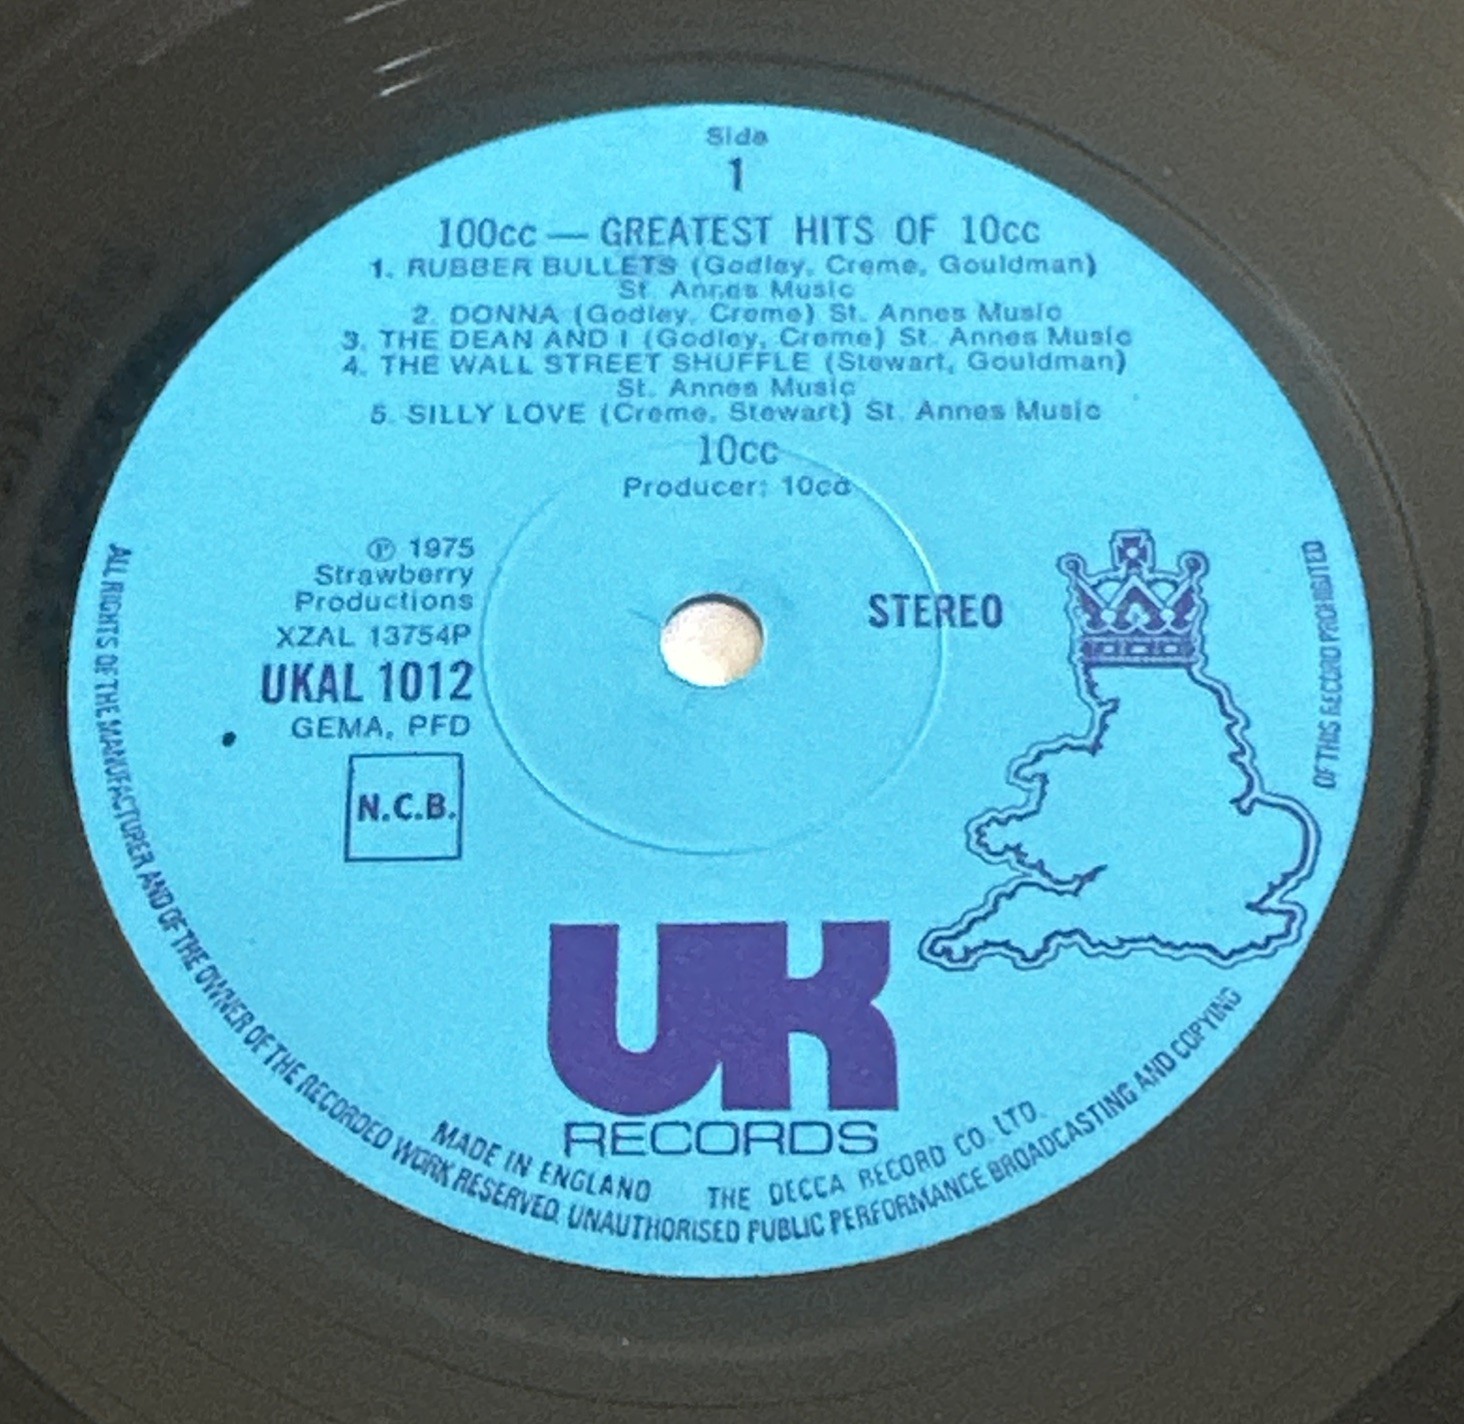 Side
1
100cc — GREATEST HITS OF 10cc
1. RUBBER BULLETS (Godley, Creme, Gouldman)
St. Annes Music
2. DONNA (Godley, Creme) St. Annes Music
3. THE DEAN AND I (Godley, Creme) St. Annes Music
4. THE WALL STREET SHUFFLE (Stewart, Gouldman)
St. Annes Music
5. SILLY LOVE (Creme, Stewart) St. Annes Music
10cc
Producer: 10cc
℗ 1975
Strawberry
Productions
XZAL 13754P
UKAL 1012
GEMA, PFD
N.C.B.
STEREO
UK
RECORDS
MADE IN ENGLAND THE DECCA RECORD CO. LTD.
ALL RIGHTS OF THE MANUFACTURER AND OF THE OWNER OF THE RECORDED WORK RESERVED. UNAUTHORISED PUBLIC PERFORMANCE BROADCASTING AND COPYING OF THIS RECORD PROHIBITED